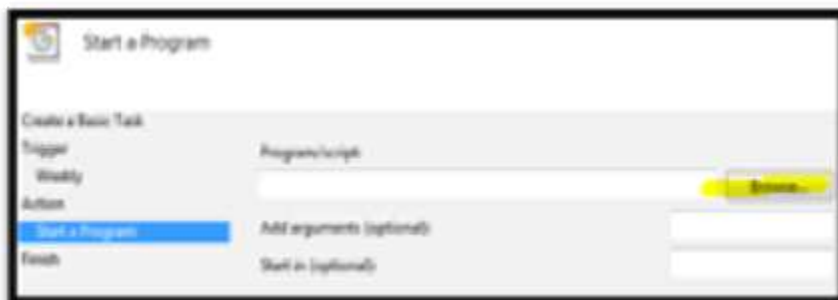 Start a Program
Create a Basic Task
Trigger
Program/script:
Weekly
Browse...
Action
Start a Program
Add arguments (optional):
Finish
Start in (optional):